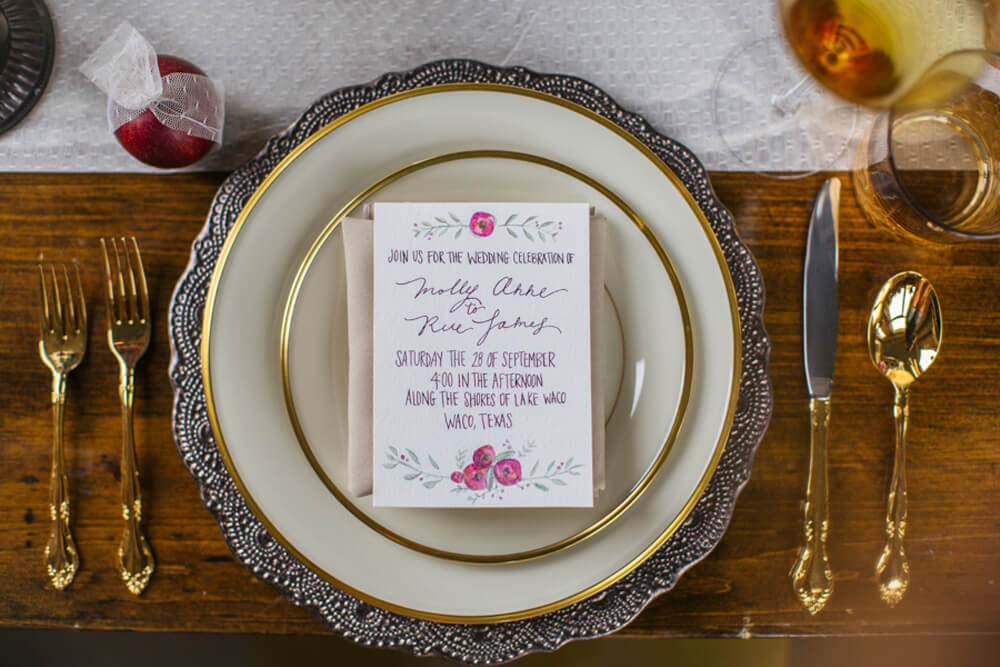 JOIN US FOR THE WEDDING CELEBRATION OF
Molly Anne
to
Rue James
SATURDAY THE 28 OF SEPTEMBER
4:00 IN THE AFTERNOON
ALONG THE SHORES OF LAKE WACO
WACO, TEXAS